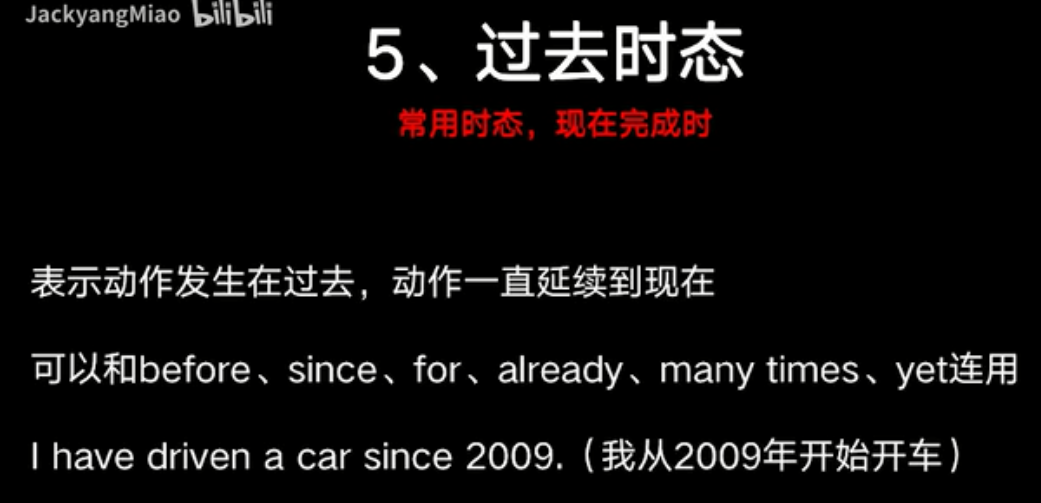 JackyangMiao bilibili
5、过去时态
常用时态，现在完成时
表示动作发生在过去，动作一直延续到现在
可以和before、since、for、already、many times、yet连用
I have driven a car since 2009.（我从2009年开始开车）